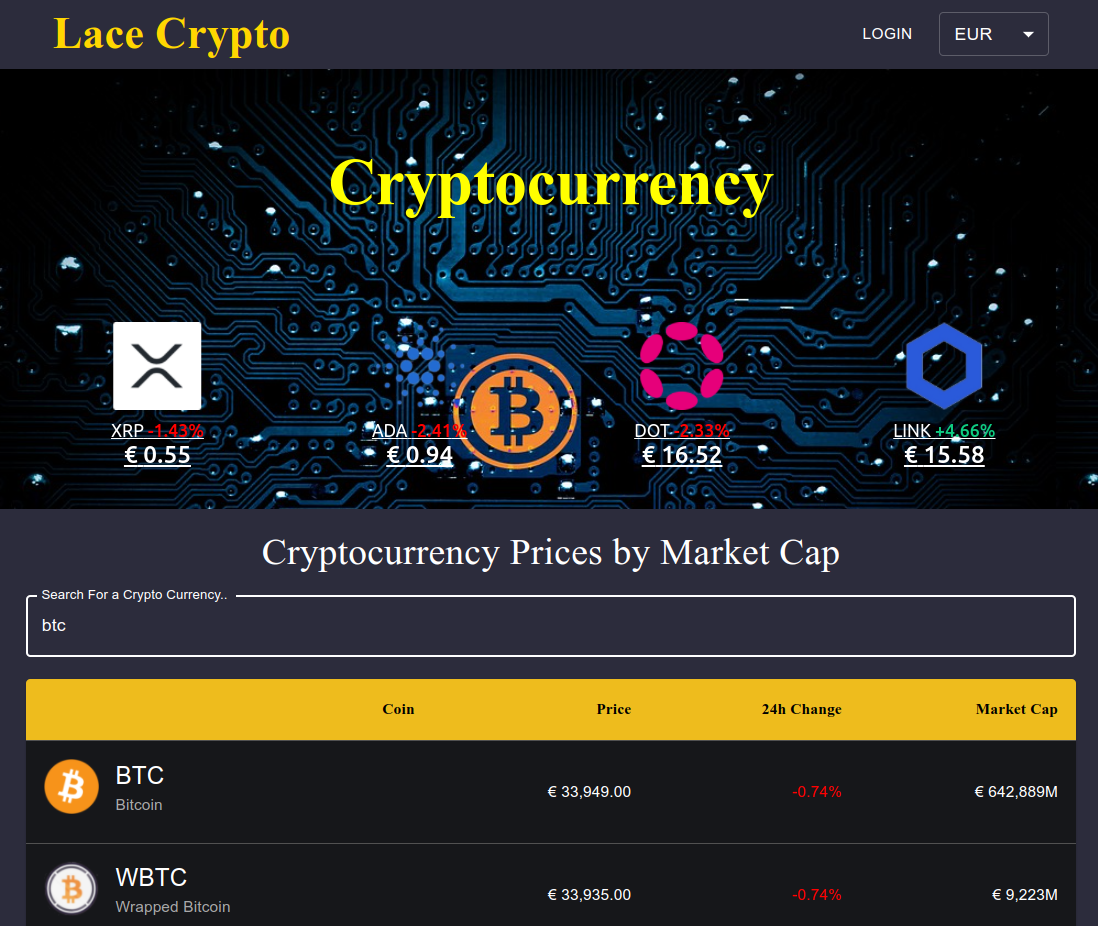 Lace Crypto
LOGIN
EUR
Cryptocurrency
XRP -1.43%
€ 0.55
ADA -2.41%
€ 0.94
DOT -2.33%
€ 16.52
LINK +4.66%
€ 15.58
Cryptocurrency Prices by Market Cap
Search For a Crypto Currency..
btc
Coin Price 24h Change Market Cap
BTC
Bitcoin
€ 33,949.00 -0.74% € 642,889M
WBTC
Wrapped Bitcoin
€ 33,935.00 -0.74% € 9,223M